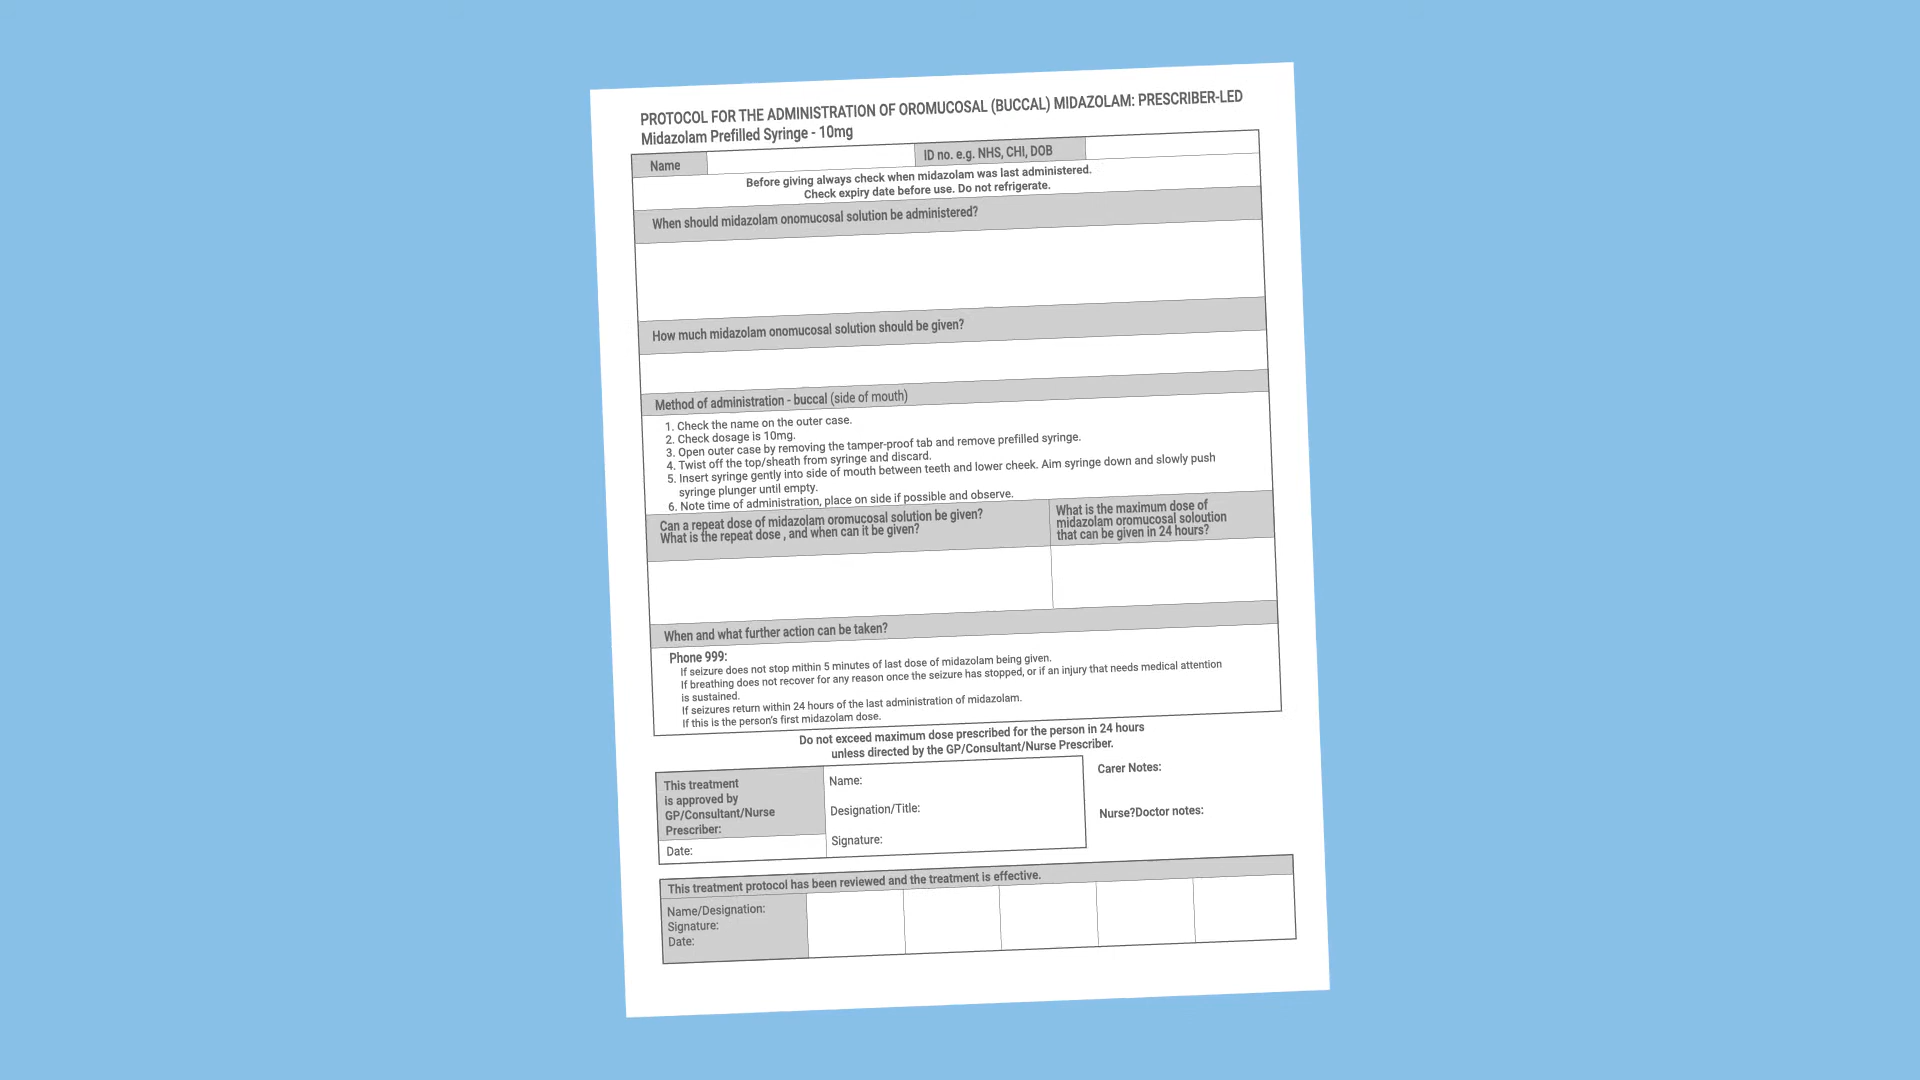 PROTOCOL FOR THE ADMINISTRATION OF OROMUCOSAL (BUCCAL) MIDAZOLAM: PRESCRIBER-LED
Midazolam Prefilled Syringe - 10mg
Name
ID no. e.g. NHS, CHI, DOB
Before giving always check when midazolam was last administered.
Check expiry date before use. Do not refrigerate.
When should midazolam onomucosal solution be administered?
How much midazolam onomucosal solution should be given?
Method of administration - buccal (side of mouth)
1. Check the name on the outer case.
2. Check dosage is 10mg.
3. Open outer case by removing the tamper-proof tab and remove prefilled syringe.
4. Twist off the top/sheath from syringe and discard.
5. Insert syringe gently into side of mouth between teeth and lower cheek. Aim syringe down and slowly push
syringe plunger until empty.
6. Note time of administration, place on side if possible and observe.
Can a repeat dose of midazolam oromucosal solution be given?
What is the repeat dose , and when can it be given?
What is the maximum dose of
midazolam oromucosal soloution
that can be given in 24 hours?
When and what further action can be taken?
Phone 999:
If seizure does not stop mithin 5 minutes of last dose of midazolam being given.
If breathing does not recover for any reason once the seizure has stopped, or if an injury that needs medical attention
is sustained.
If seizures return within 24 hours of the last administration of midazolam.
If this is the person's first midazolam dose.
Do not exceed maximum dose prescribed for the person in 24 hours
unless directed by the GP/Consultant/Nurse Prescriber.
This treatment
is approved by
GP/Consultant/Nurse
Prescriber:
Date:
Name:
Designation/Title:
Signature:
Carer Notes:
Nurse?Doctor notes:
This treatment protocol has been reviewed and the treatment is effective.
Name/Designation:
Signature:
Date: